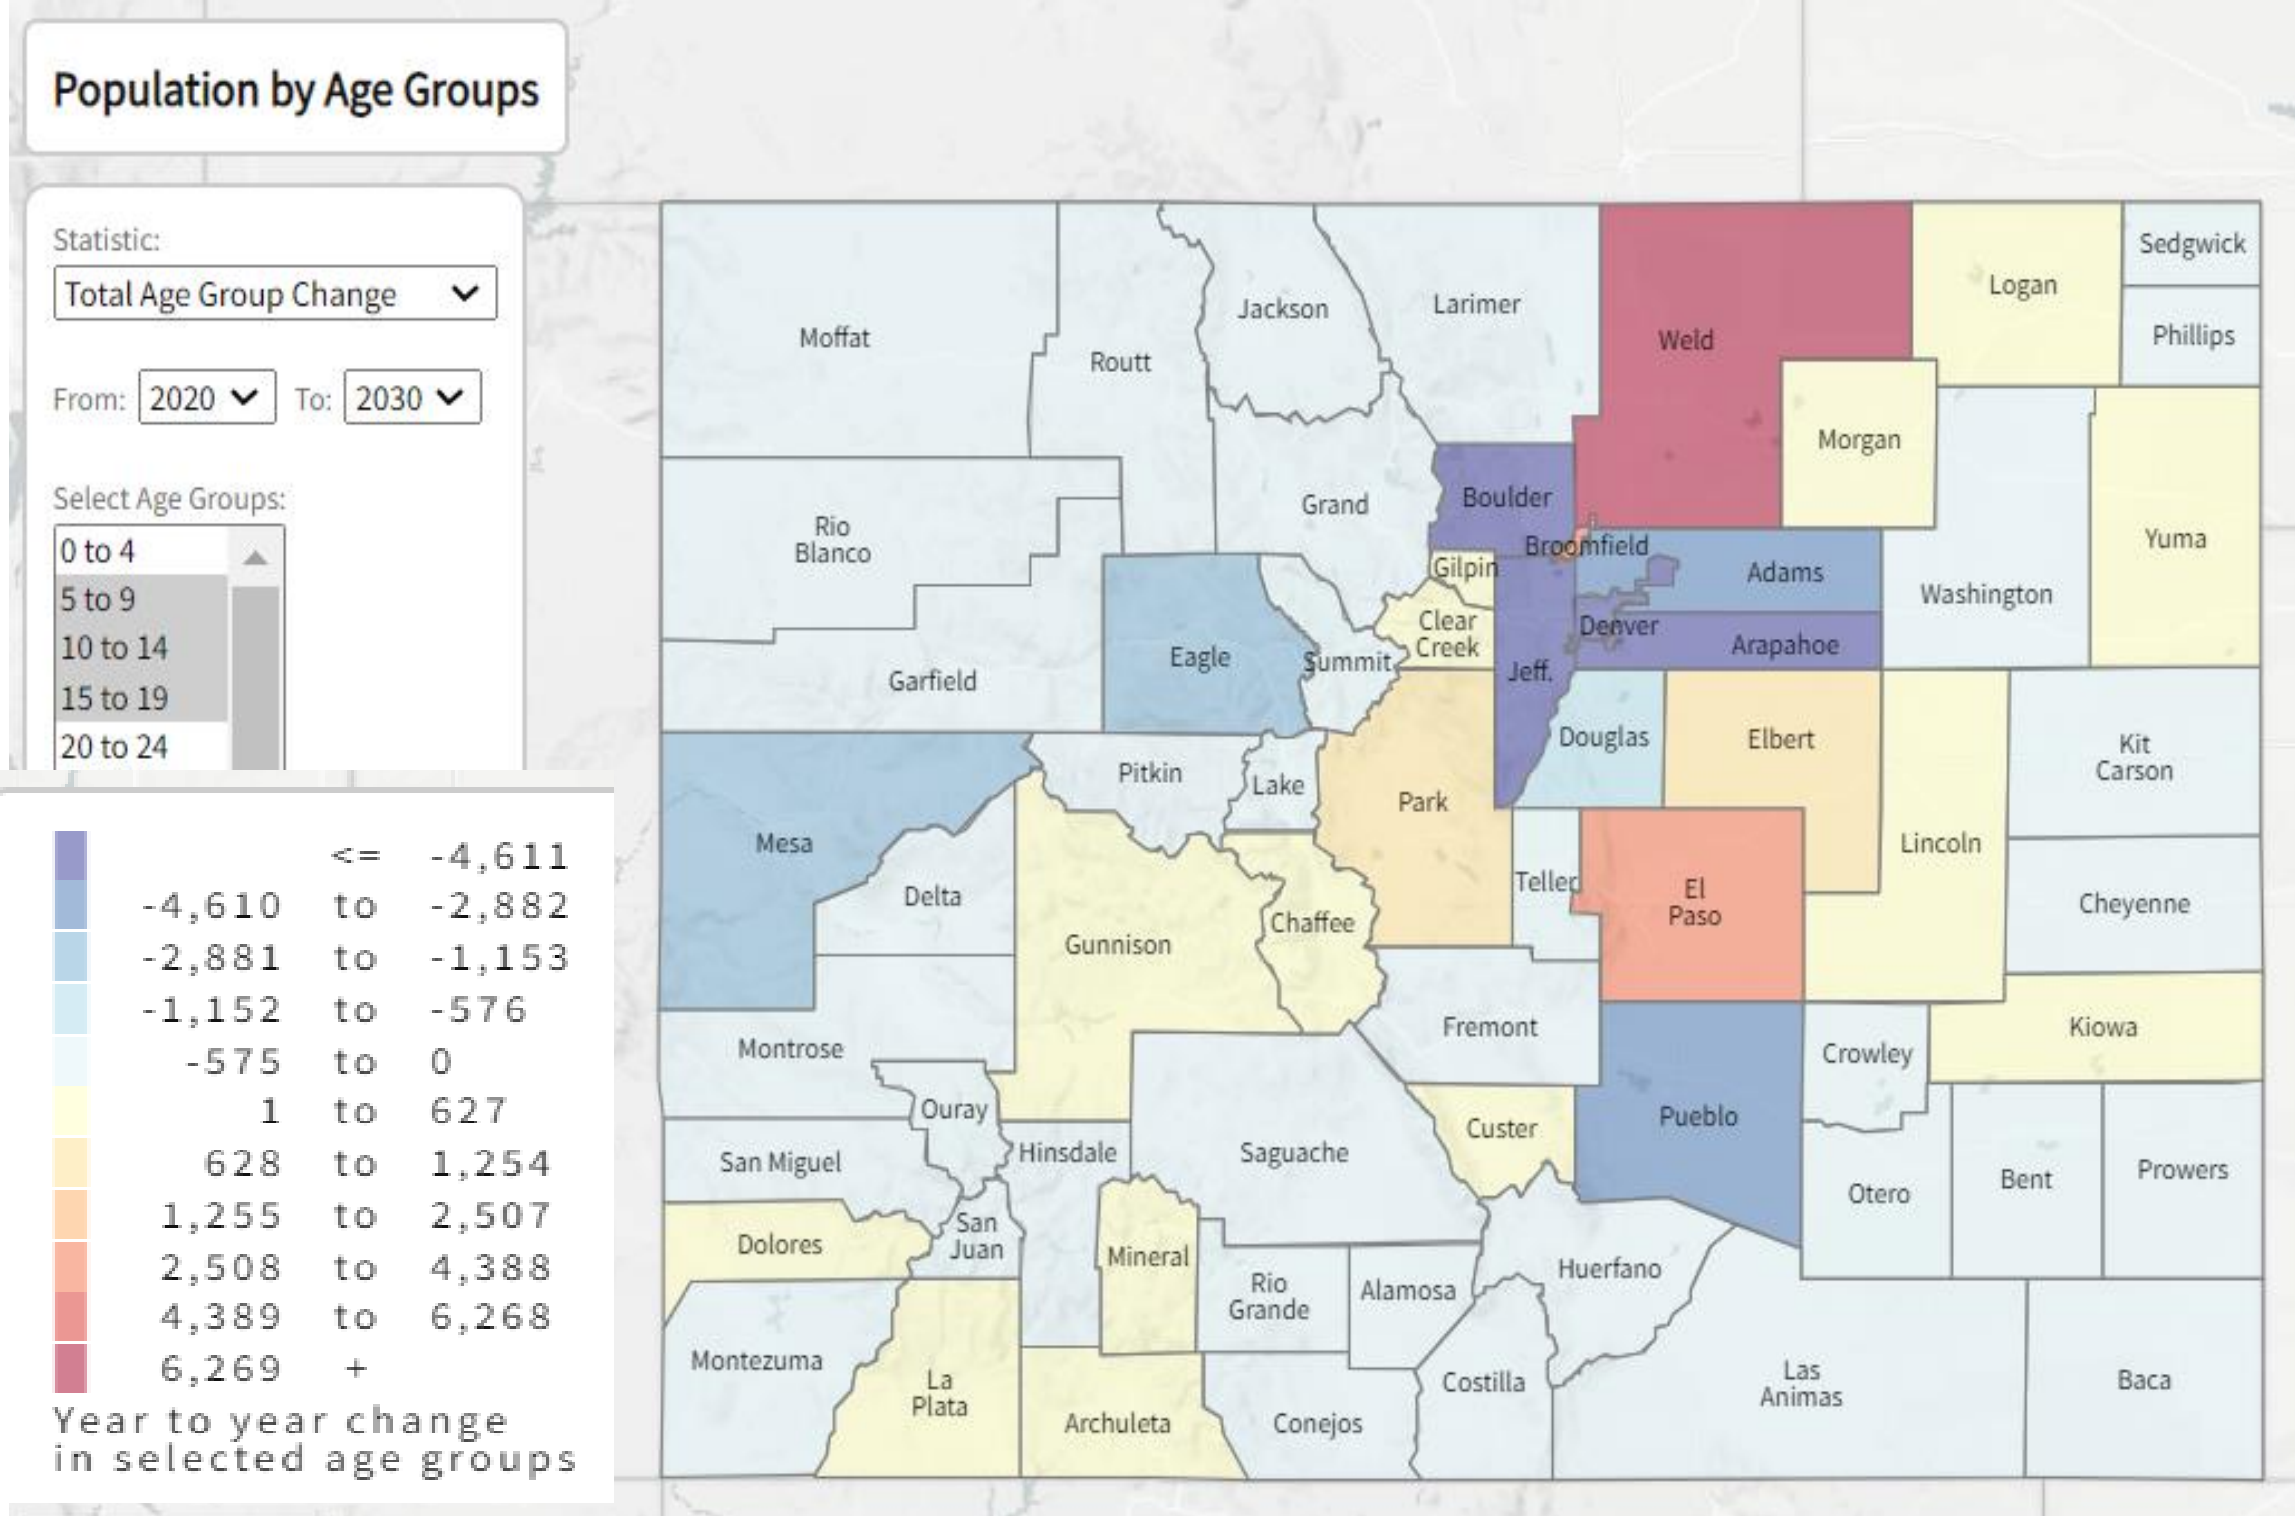 Population by Age Groups
Statistic:
Total Age Group Change
From: 2020 To: 2030
Select Age Groups:
0 to 4
5 to 9
10 to 14
15 to 19
20 to 24
<= -4,611
-4,610 to -2,882
-2,881 to -1,153
-1,152 to -576
-575 to 0
1 to 627
628 to 1,254
1,255 to 2,507
2,508 to 4,388
4,389 to 6,268
6,269 +
Year to year change
in selected age groups
Moffat
Routt
Jackson
Larimer
Weld
Logan
Sedgwick
Phillips
Morgan
Washington
Yuma
Rio
Blanco
Grand
Boulder
Broomfield
Gilpin
Adams
Clear
Creek
Denver
Arapahoe
Jeff.
Garfield
Eagle
Summit
Douglas
Elbert
Lincoln
Kit
Carson
Mesa
Pitkin
Lake
Park
Delta
Gunnison
Chaffee
Teller
El
Paso
Cheyenne
Montrose
Fremont
Crowley
Kiowa
Ouray
San Miguel
Hinsdale
Saguache
Custer
Pueblo
Otero
Bent
Prowers
Dolores
San
Juan
Mineral
Rio
Grande
Alamosa
Huerfano
Montezuma
La
Plata
Archuleta
Conejos
Costilla
Las
Animas
Baca